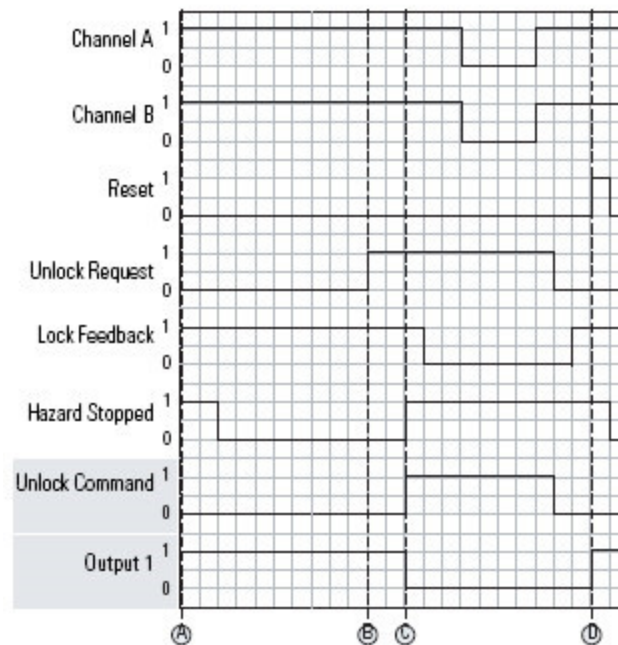 Channel A 1
0
Channel B 1
0
Reset 1
0
Unlock Request 1
0
Lock Feedback 1
0
Hazard Stopped 1
0
Unlock Command 1
0
Output 1 1
0
A B C D